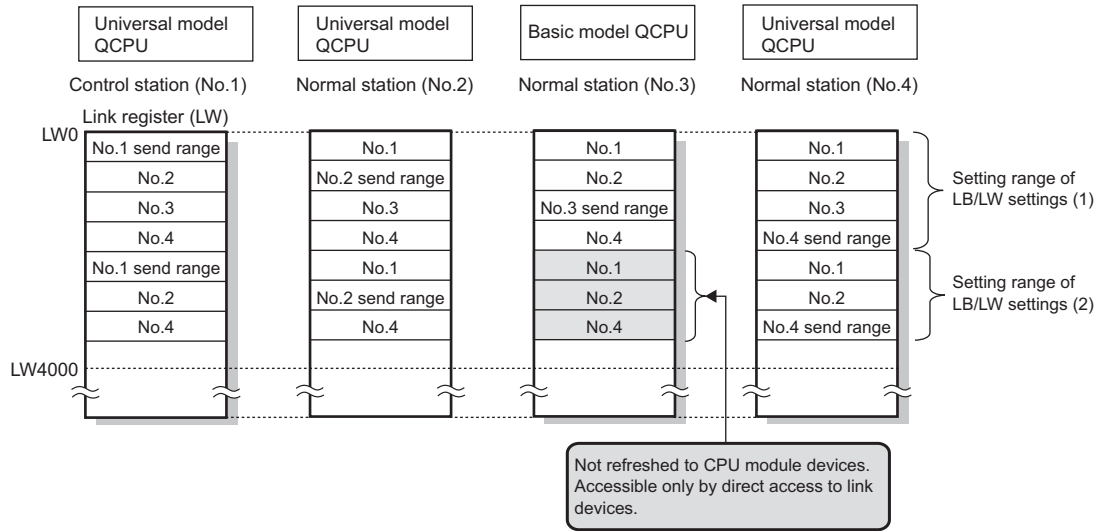 Universal model
QCPU
Universal model
QCPU
Basic model QCPU
Universal model
QCPU
Control station (No.1)
Normal station (No.2)
Normal station (No.3)
Normal station (No.4)
Link register (LW)
LW0
No.1 send range
No.2
No.3
No.4
No.1 send range
No.2
No.4
LW4000
No.1
No.2 send range
No.3
No.4
No.1
No.2 send range
No.4
No.1
No.2
No.3 send range
No.4
No.1
No.2
No.4
No.1
No.2
No.3
No.4 send range
No.1
No.2
No.4 send range
Setting range of
LB/LW settings (1)
Setting range of
LB/LW settings (2)
Not refreshed to CPU module devices.
Accessible only by direct access to link
devices.